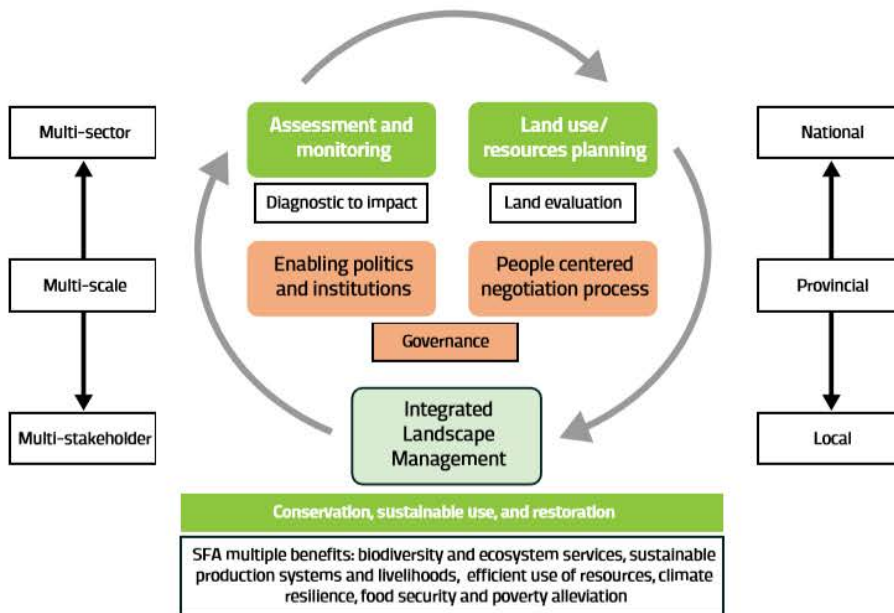 Multi-sector
Multi-scale
Multi-stakeholder
Assessment and
monitoring
Land use/
resources planning
Diagnostic to impact
Land evaluation
Enabling politics
and institutions
People centered
negotiation process
Governance
Integrated
Landscape
Management
National
Provincial
Local
Conservation, sustainable use, and restoration
SFA multiple benefits: biodiversity and ecosystem services, sustainable
production systems and livelihoods, efficient use of resources, climate
resilience, food security and poverty alleviation